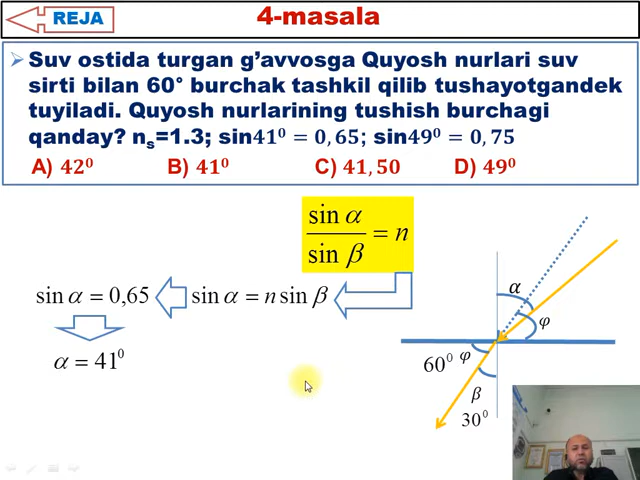 REJA
4-masala
Suv ostida turgan g’avvosga Quyosh nurlari suv
sirti bilan 60° burchak tashkil qilib tushayotgandek
tuyiladi. Quyosh nurlarining tushish burchagi
qanday? nₛ=1.3; sin41⁰ = 0,65; sin49⁰ = 0,75
A) 42⁰ B) 41⁰ C) 41,50 D) 49⁰
sin α / sin β = n
sin α = 0,65 sin α = n sin β
α = 41⁰
α
φ
60⁰ φ
β
30⁰